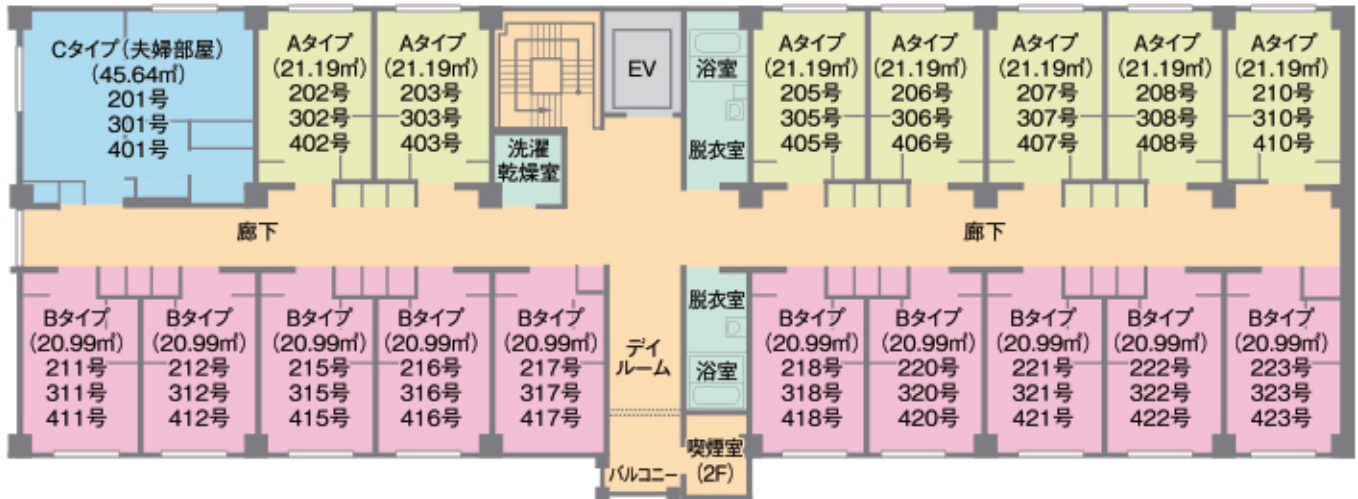 Cタイプ(夫婦部屋)
(45.64㎡)
201号
301号
401号
Aタイプ
(21.19㎡)
202号
302号
402号
Aタイプ
(21.19㎡)
203号
303号
403号
洗濯
乾燥室
EV
浴室
脱衣室
Aタイプ
(21.19㎡)
205号
305号
405号
Aタイプ
(21.19㎡)
206号
306号
406号
Aタイプ
(21.19㎡)
207号
307号
407号
Aタイプ
(21.19㎡)
208号
308号
408号
Aタイプ
(21.19㎡)
210号
310号
410号
廊下
廊下
Bタイプ
(20.99㎡)
211号
311号
411号
Bタイプ
(20.99㎡)
212号
312号
412号
Bタイプ
(20.99㎡)
215号
315号
415号
Bタイプ
(20.99㎡)
216号
316号
416号
Bタイプ
(20.99㎡)
217号
317号
417号
デイ
ルーム
バルコニー
脱衣室
浴室
喫煙室
(2F)
Bタイプ
(20.99㎡)
218号
318号
418号
Bタイプ
(20.99㎡)
220号
320号
420号
Bタイプ
(20.99㎡)
221号
321号
421号
Bタイプ
(20.99㎡)
222号
322号
422号
Bタイプ
(20.99㎡)
223号
323号
423号